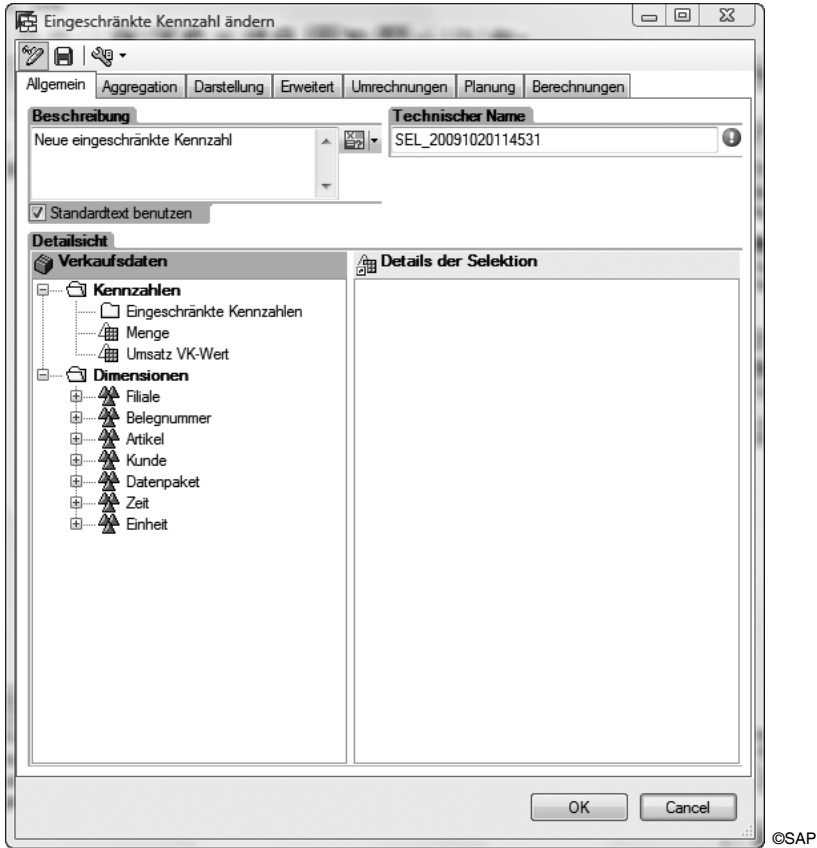 Eingeschränkte Kennzahl ändern
Allgemein Aggregation Darstellung Erweitert Umrechnungen Planung Berechnungen
Beschreibung
Technischer Name
Neue eingeschränkte Kennzahl
SEL_20091020114531
Standardtext benutzen
Detailsicht
Verkaufsdaten
Details der Selektion
Kennzahlen
Eingeschränkte Kennzahlen
Menge
Umsatz VK-Wert
Dimensionen
Filiale
Belegnummer
Artikel
Kunde
Datenpaket
Zeit
Einheit
OK Cancel
©SAP